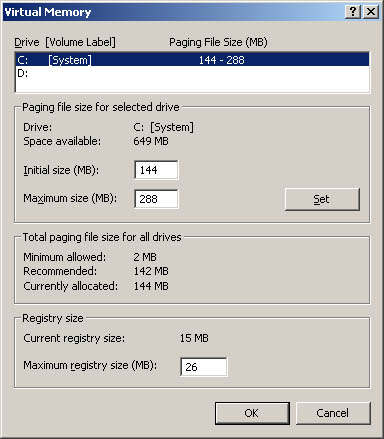 Virtual Memory
Drive [Volume Label] Paging File Size (MB)
C: [System] 144 - 288
D:
Paging file size for selected drive
Drive: C: [System]
Space available: 649 MB
Initial size (MB): 144
Maximum size (MB): 288
Set
Total paging file size for all drives
Minimum allowed: 2 MB
Recommended: 142 MB
Currently allocated: 144 MB
Registry size
Current registry size: 15 MB
Maximum registry size (MB): 26
OK Cancel